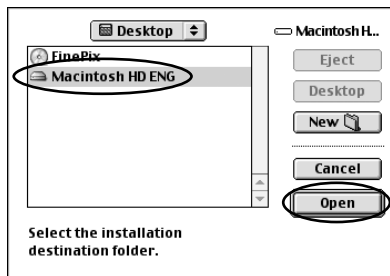 Desktop
Macintosh H...
FinePix
Macintosh HD ENG
Eject
Desktop
New
Cancel
Open
Select the installation
destination folder.